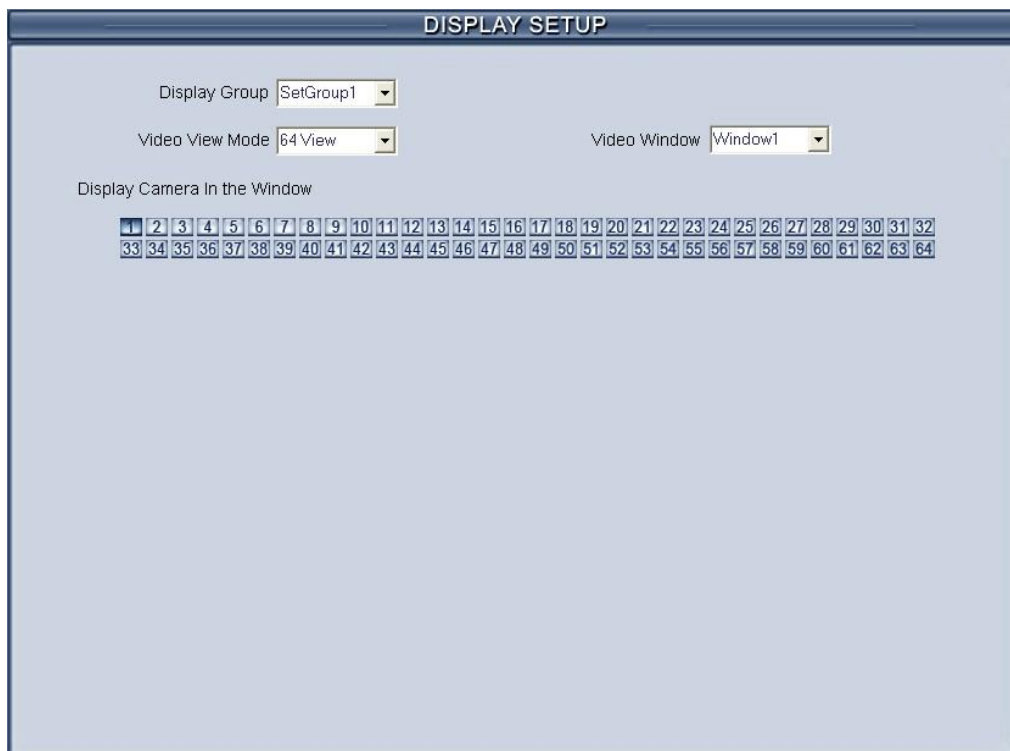 DISPLAY SETUP
Display Group SetGroup1
Video View Mode 64 View Video Window Window1
Display Camera In the Window
1 2 3 4 5 6 7 8 9 10 11 12 13 14 15 16 17 18 19 20 21 22 23 24 25 26 27 28 29 30 31 32
33 34 35 36 37 38 39 40 41 42 43 44 45 46 47 48 49 50 51 52 53 54 55 56 57 58 59 60 61 62 63 64